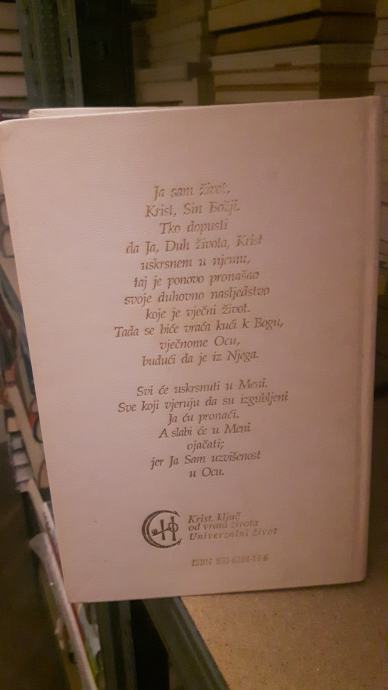 Ja sam život,
Krist, Sin Božji.
Tko dopusti
da Ja, Duh života, Krist
uskrsnem u njemu,
taj je ponovo pronašao
svoje duhovno nasljedstvo
koje je vječni život.
Tada se biće vraća kući k Bogu,
vječnome Ocu,
budući da je iz Njega.
Svi će uskrsnuti u Meni.
Sve koji vjeruju da su izgubljeni
Ja ću pronaći.
A slabi će u Meni
ojačati;
jer Ja Sam uzvišenost
u Ocu.
Krist, ključ
od vrata života
Univerzalni život
ISBN